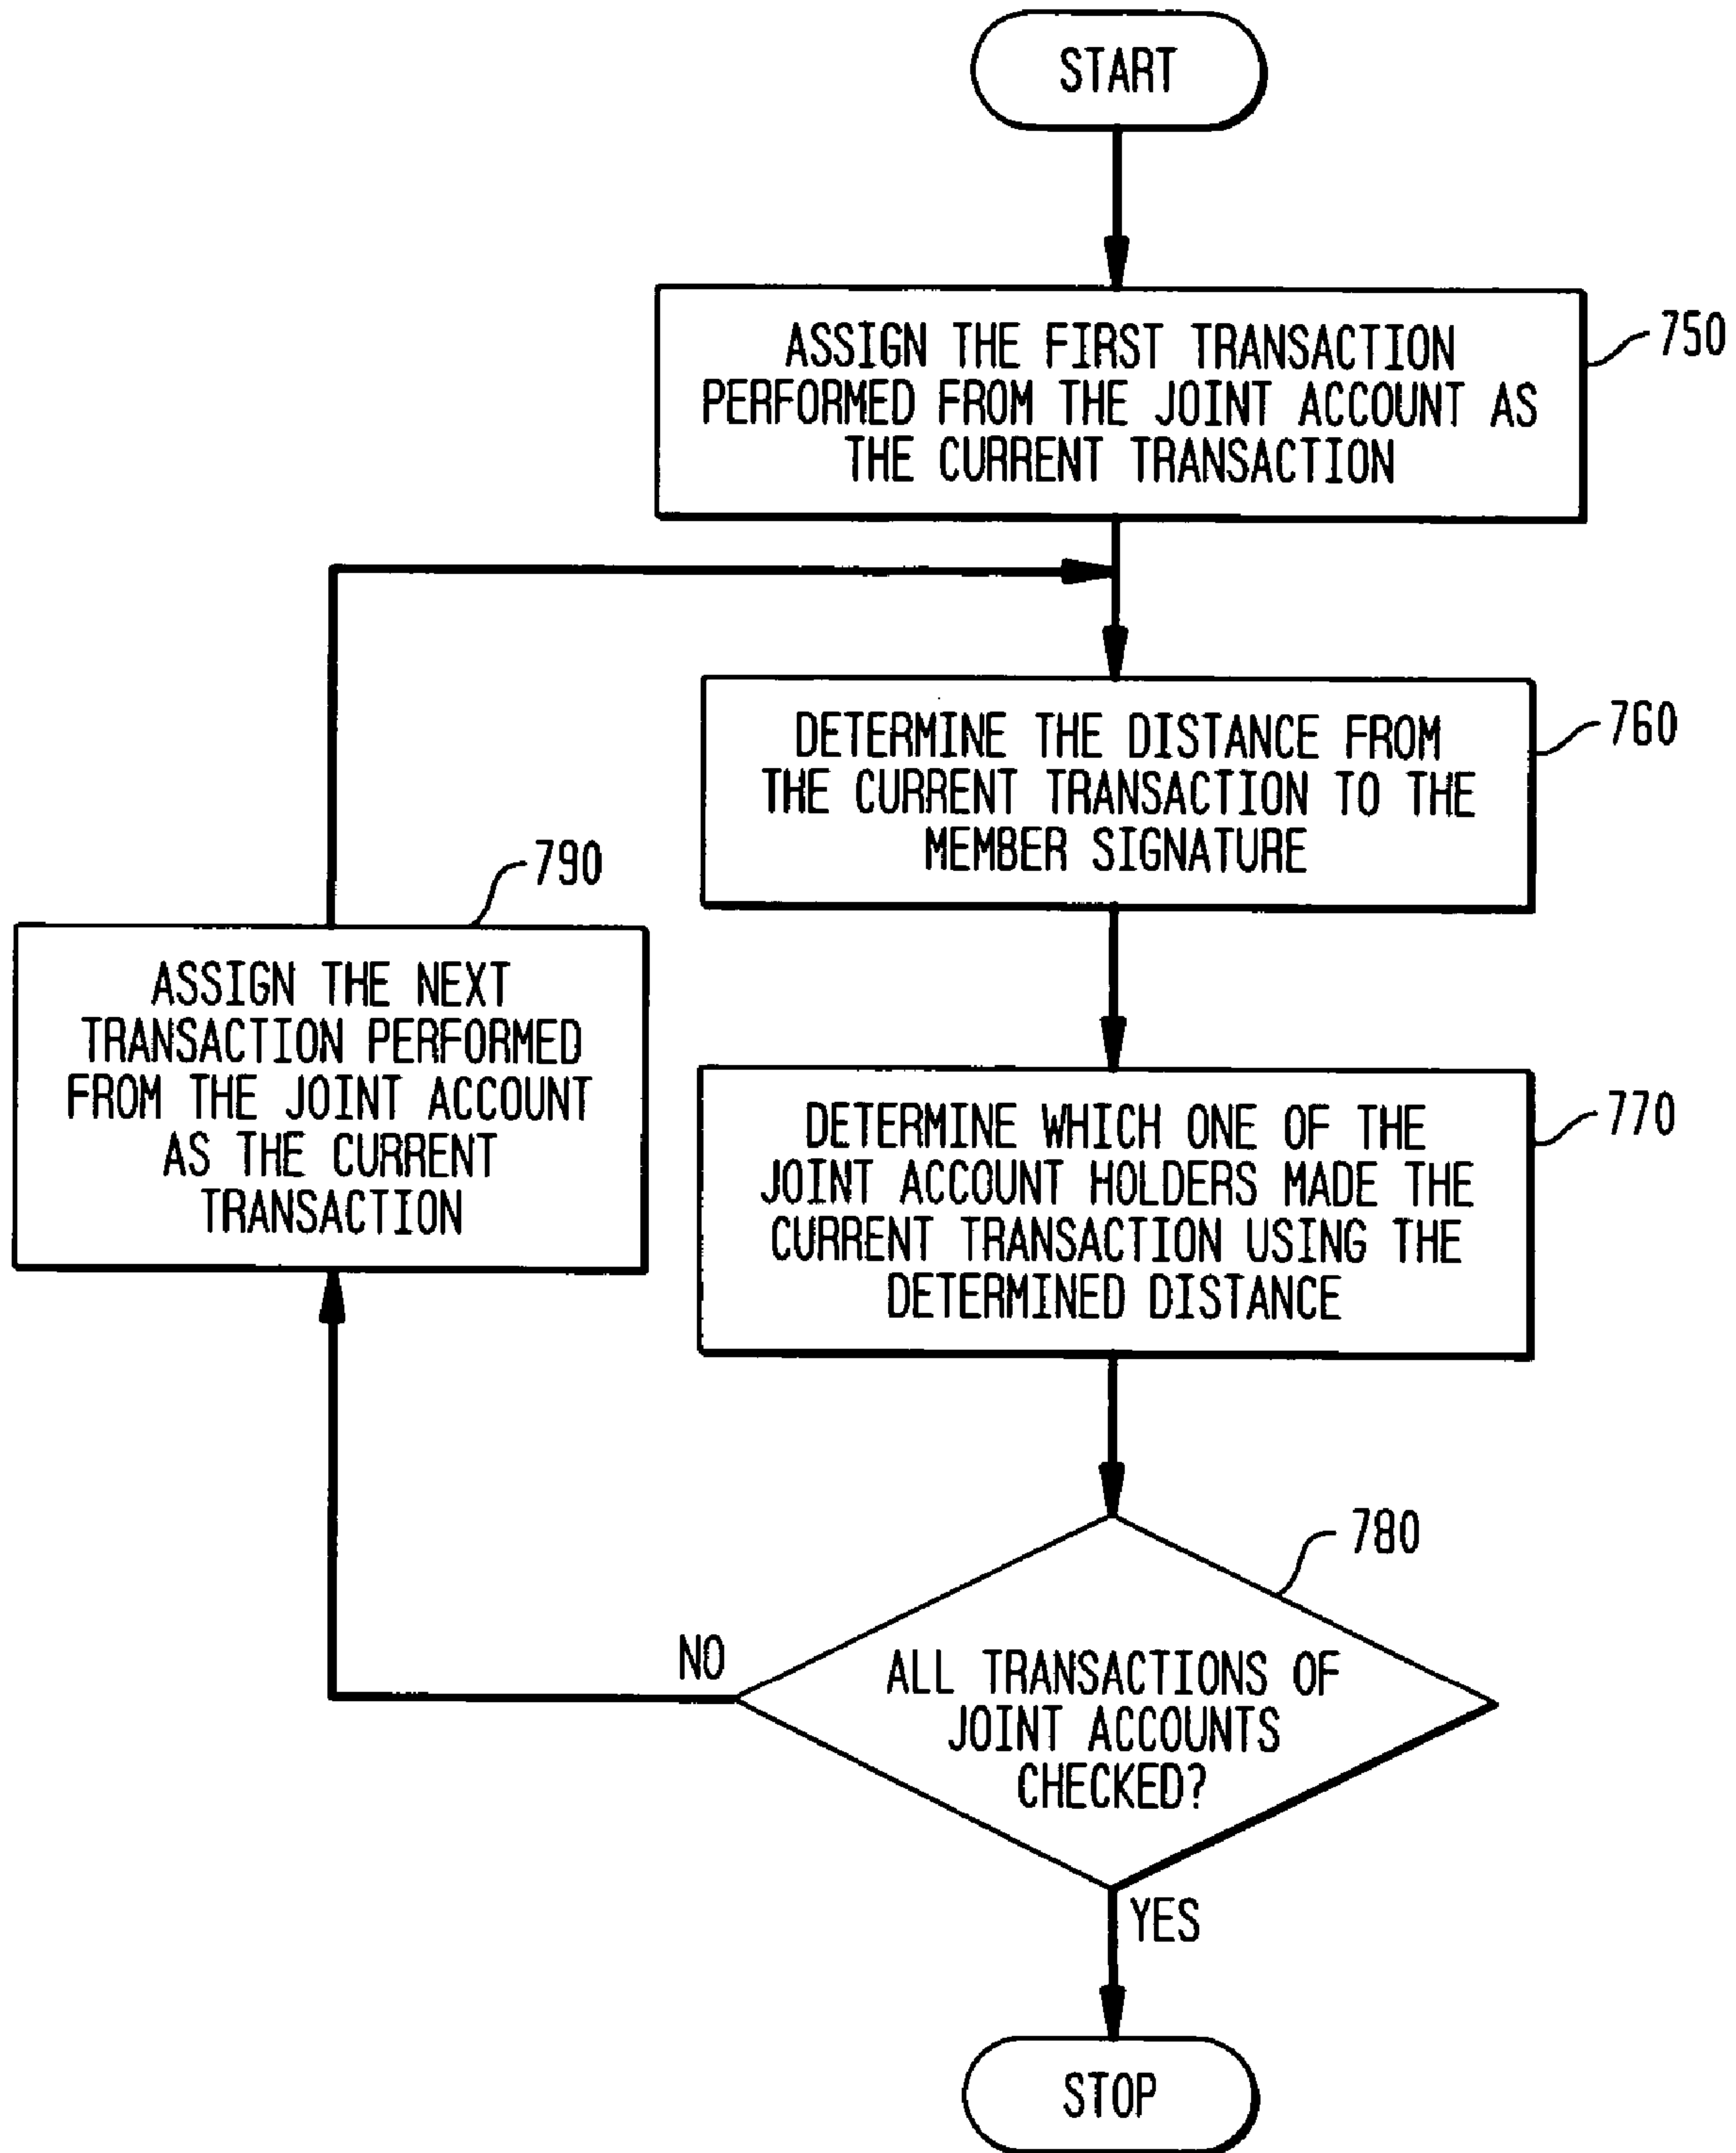 START
ASSIGN THE FIRST TRANSACTION
PERFORMED FROM THE JOINT ACCOUNT AS
THE CURRENT TRANSACTION
750
DETERMINE THE DISTANCE FROM
THE CURRENT TRANSACTION TO THE
MEMBER SIGNATURE
760
790
ASSIGN THE NEXT
TRANSACTION PERFORMED
FROM THE JOINT ACCOUNT
AS THE CURRENT
TRANSACTION
DETERMINE WHICH ONE OF THE
JOINT ACCOUNT HOLDERS MADE THE
CURRENT TRANSACTION USING THE
DETERMINED DISTANCE
770
780
NO
ALL TRANSACTIONS OF
JOINT ACCOUNTS
CHECKED?
YES
STOP